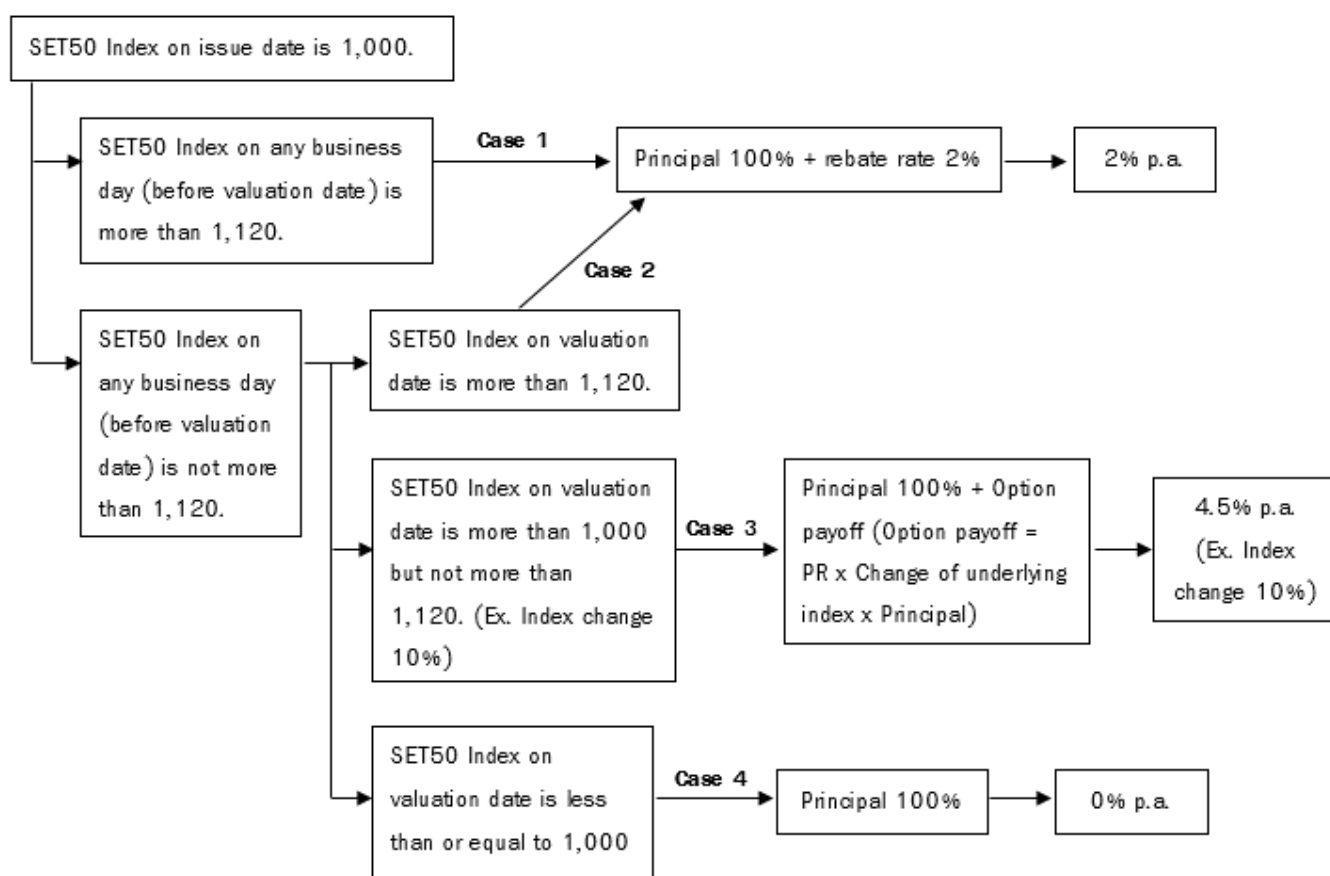 SET50 Index on issue date is 1,000.
SET50 Index on any business
day (before valuation date) is
more than 1,120.
Case 1
Principal 100% + rebate rate 2%
2% p.a.
Case 2
SET50 Index on
any business day
(before valuation
date) is not more
than 1,120.
SET50 Index on valuation
date is more than 1,120.
SET50 Index on valuation
date is more than 1,000
but not more than
1,120. (Ex. Index change
10%)
Case 3
Principal 100% + Option
payoff (Option payoff =
PR x Change of underlying
index x Principal)
4.5% p.a.
(Ex. Index
change 10%)
SET50 Index on
valuation date is less
than or equal to 1,000
Case 4
Principal 100%
0% p.a.